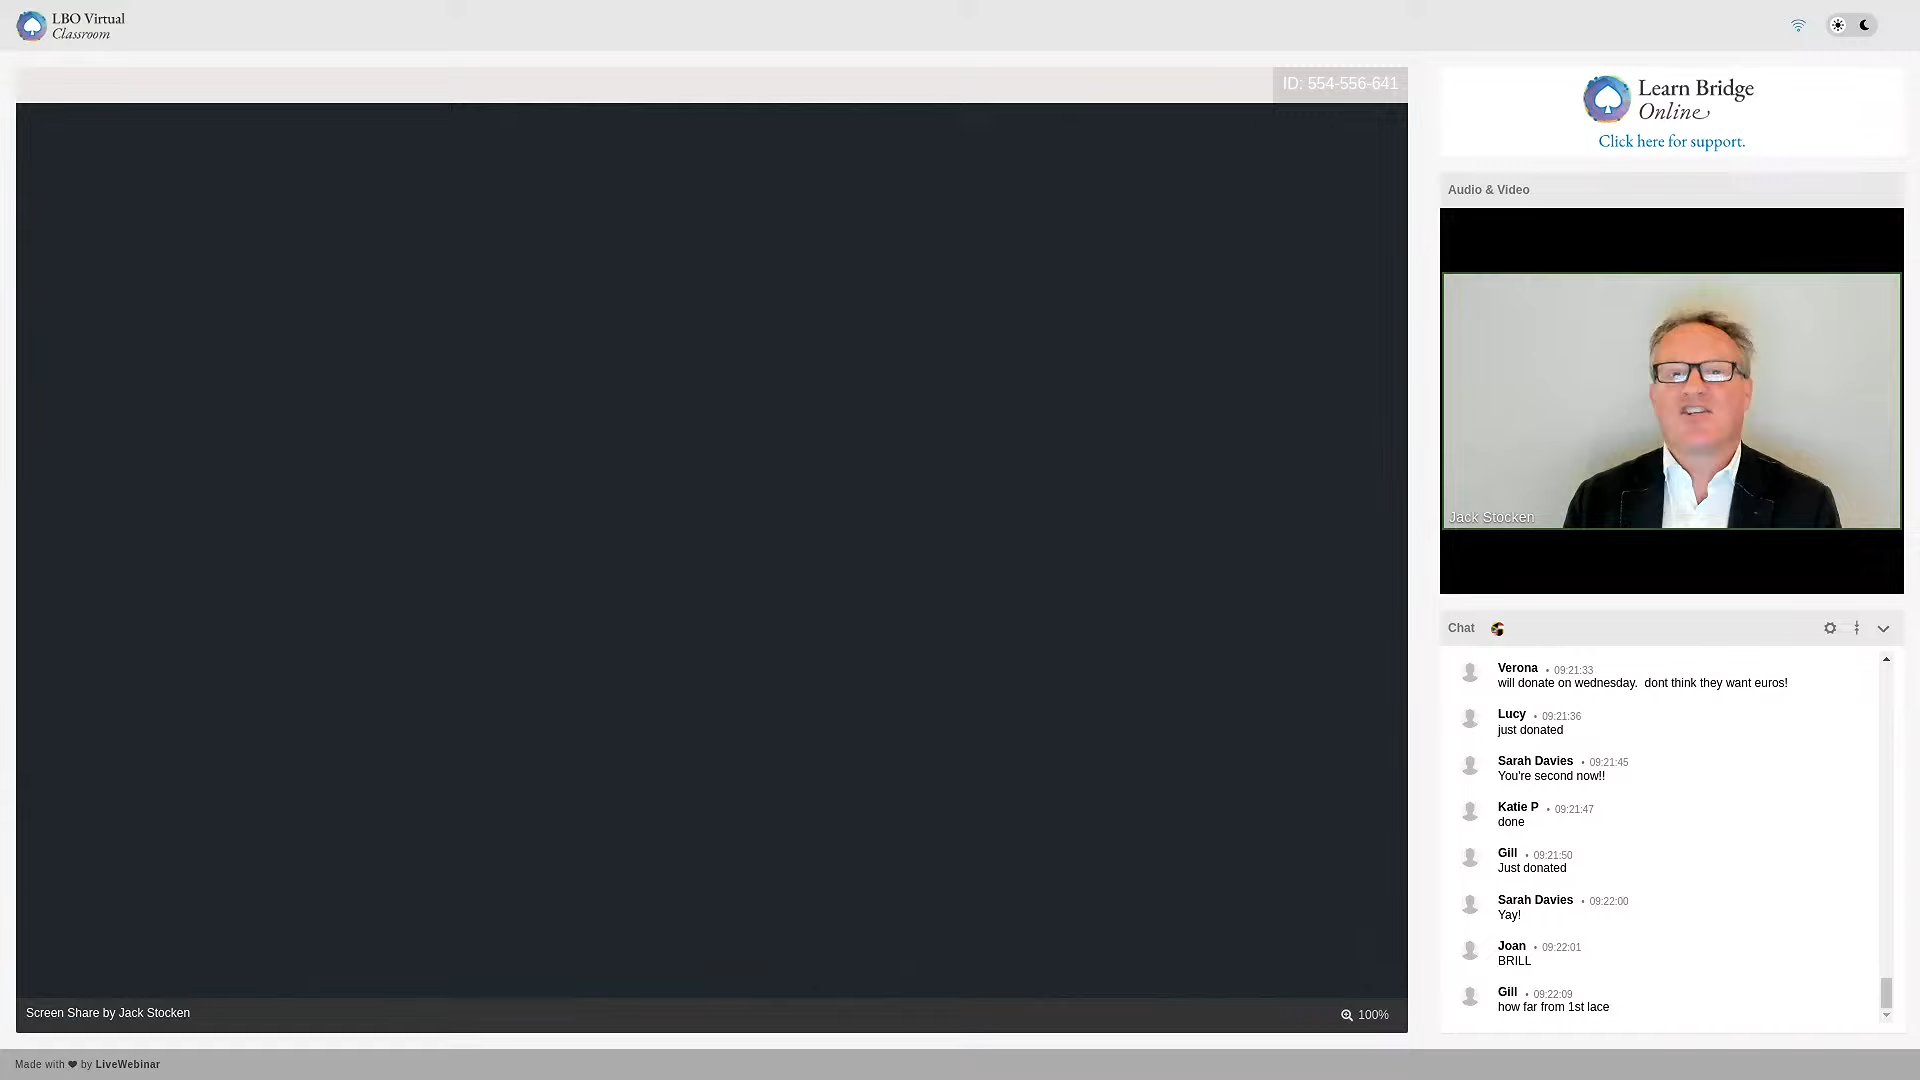 LBO Virtual
Classroom
ID: 554-556-641
Learn Bridge
Online
Click here for support.
Audio & Video
Jack Stocken
Chat
Verona • 09:21:33
will donate on wednesday.  dont think they want euros!
Lucy • 09:21:36
just donated
Sarah Davies • 09:21:45
You're second now!!
Katie P • 09:21:47
done
Gill • 09:21:50
Just donated
Sarah Davies • 09:22:00
Yay!
Joan • 09:22:01
BRILL
Gill • 09:22:09
how far from 1st lace
Screen Share by Jack Stocken
100%
Made with ❤ by LiveWebinar